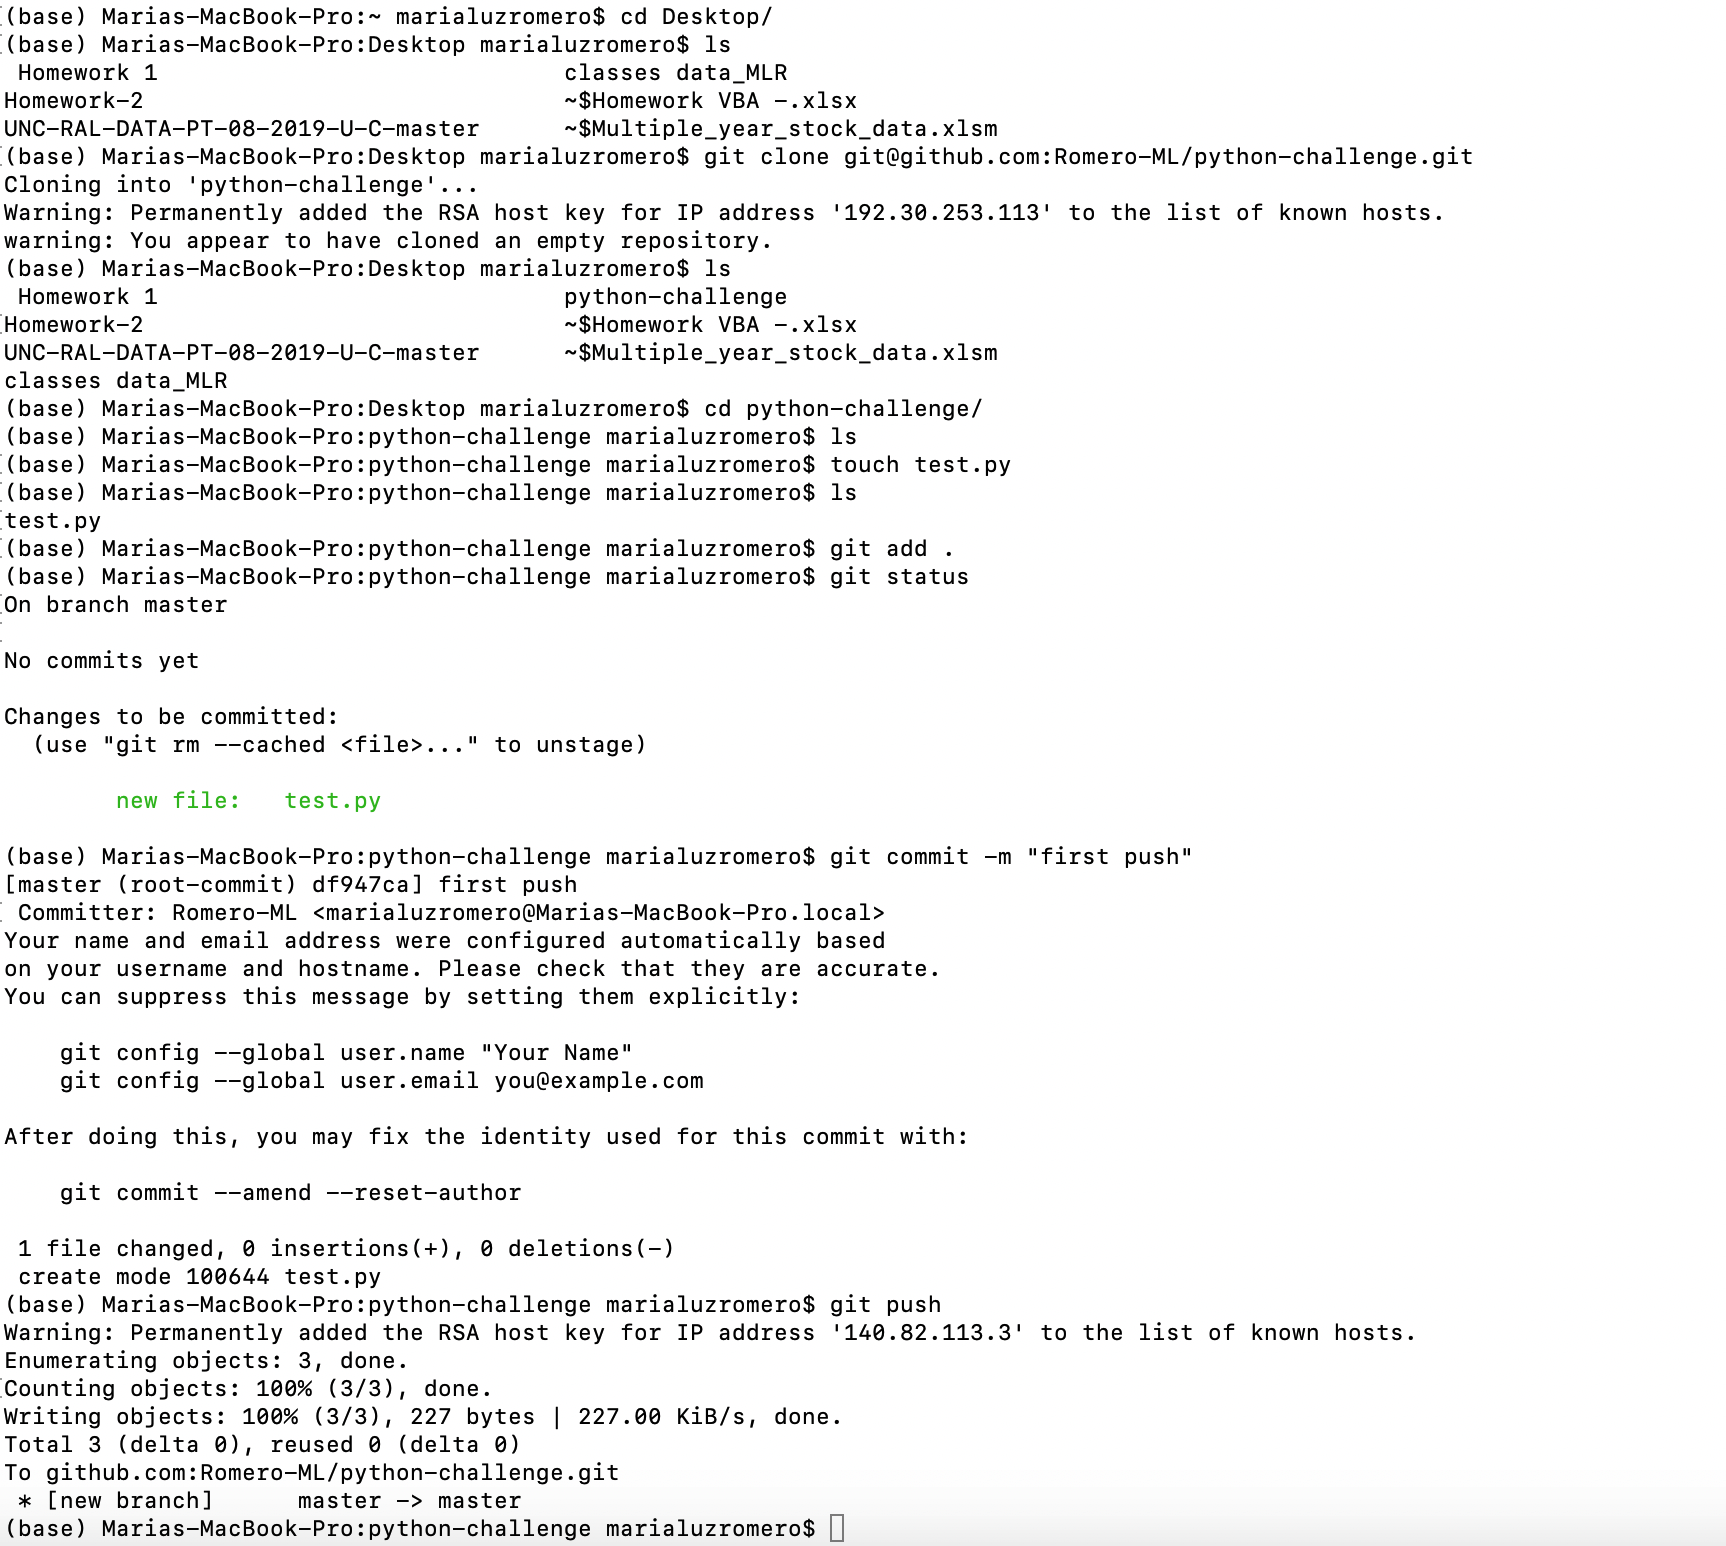 (base) Marias-MacBook-Pro:~ marialuzromero$ cd Desktop/
(base) Marias-MacBook-Pro:Desktop marialuzromero$ ls
 Homework 1                             classes data_MLR
Homework-2                              ~$Homework VBA -.xlsx
UNC-RAL-DATA-PT-08-2019-U-C-master      ~$Multiple_year_stock_data.xlsm
(base) Marias-MacBook-Pro:Desktop marialuzromero$ git clone git@github.com:Romero-ML/python-challenge.git
Cloning into 'python-challenge'...
Warning: Permanently added the RSA host key for IP address '192.30.253.113' to the list of known hosts.
warning: You appear to have cloned an empty repository.
(base) Marias-MacBook-Pro:Desktop marialuzromero$ ls
 Homework 1                             python-challenge
Homework-2                              ~$Homework VBA -.xlsx
UNC-RAL-DATA-PT-08-2019-U-C-master      ~$Multiple_year_stock_data.xlsm
classes data_MLR
(base) Marias-MacBook-Pro:Desktop marialuzromero$ cd python-challenge/
(base) Marias-MacBook-Pro:python-challenge marialuzromero$ ls
(base) Marias-MacBook-Pro:python-challenge marialuzromero$ touch test.py
(base) Marias-MacBook-Pro:python-challenge marialuzromero$ ls
test.py
(base) Marias-MacBook-Pro:python-challenge marialuzromero$ git add .
(base) Marias-MacBook-Pro:python-challenge marialuzromero$ git status
On branch master

No commits yet

Changes to be committed:
  (use "git rm --cached <file>..." to unstage)

        new file:   test.py

(base) Marias-MacBook-Pro:python-challenge marialuzromero$ git commit -m "first push"
[master (root-commit) df947ca] first push
 Committer: Romero-ML <marialuzromero@Marias-MacBook-Pro.local>
Your name and email address were configured automatically based
on your username and hostname. Please check that they are accurate.
You can suppress this message by setting them explicitly:

    git config --global user.name "Your Name"
    git config --global user.email you@example.com

After doing this, you may fix the identity used for this commit with:

    git commit --amend --reset-author

 1 file changed, 0 insertions(+), 0 deletions(-)
 create mode 100644 test.py
(base) Marias-MacBook-Pro:python-challenge marialuzromero$ git push
Warning: Permanently added the RSA host key for IP address '140.82.113.3' to the list of known hosts.
Enumerating objects: 3, done.
Counting objects: 100% (3/3), done.
Writing objects: 100% (3/3), 227 bytes | 227.00 KiB/s, done.
Total 3 (delta 0), reused 0 (delta 0)
To github.com:Romero-ML/python-challenge.git
 * [new branch]      master -> master
(base) Marias-MacBook-Pro:python-challenge marialuzromero$